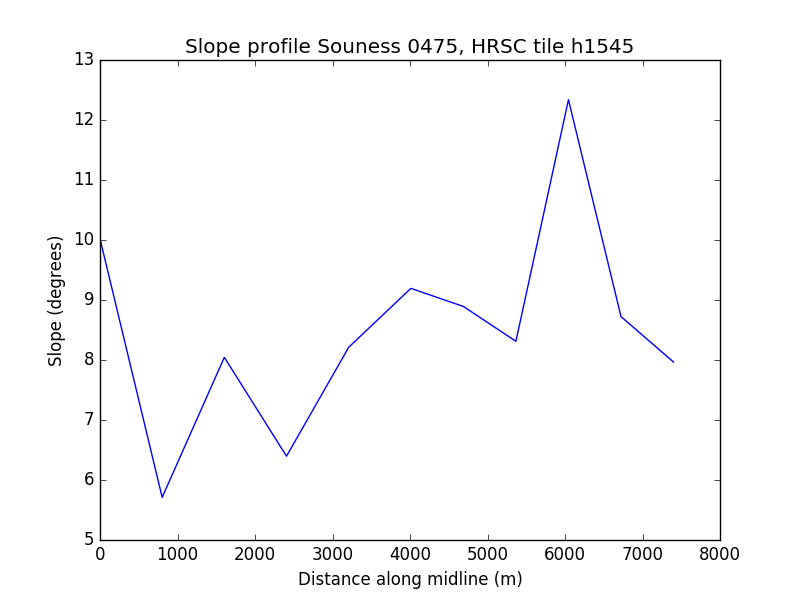 Slope profile Souness 0475, HRSC tile h1545
13
12
11
10
9
8
7
6
5
Slope (degrees)
0 1000 2000 3000 4000 5000 6000 7000 8000
Distance along midline (m)